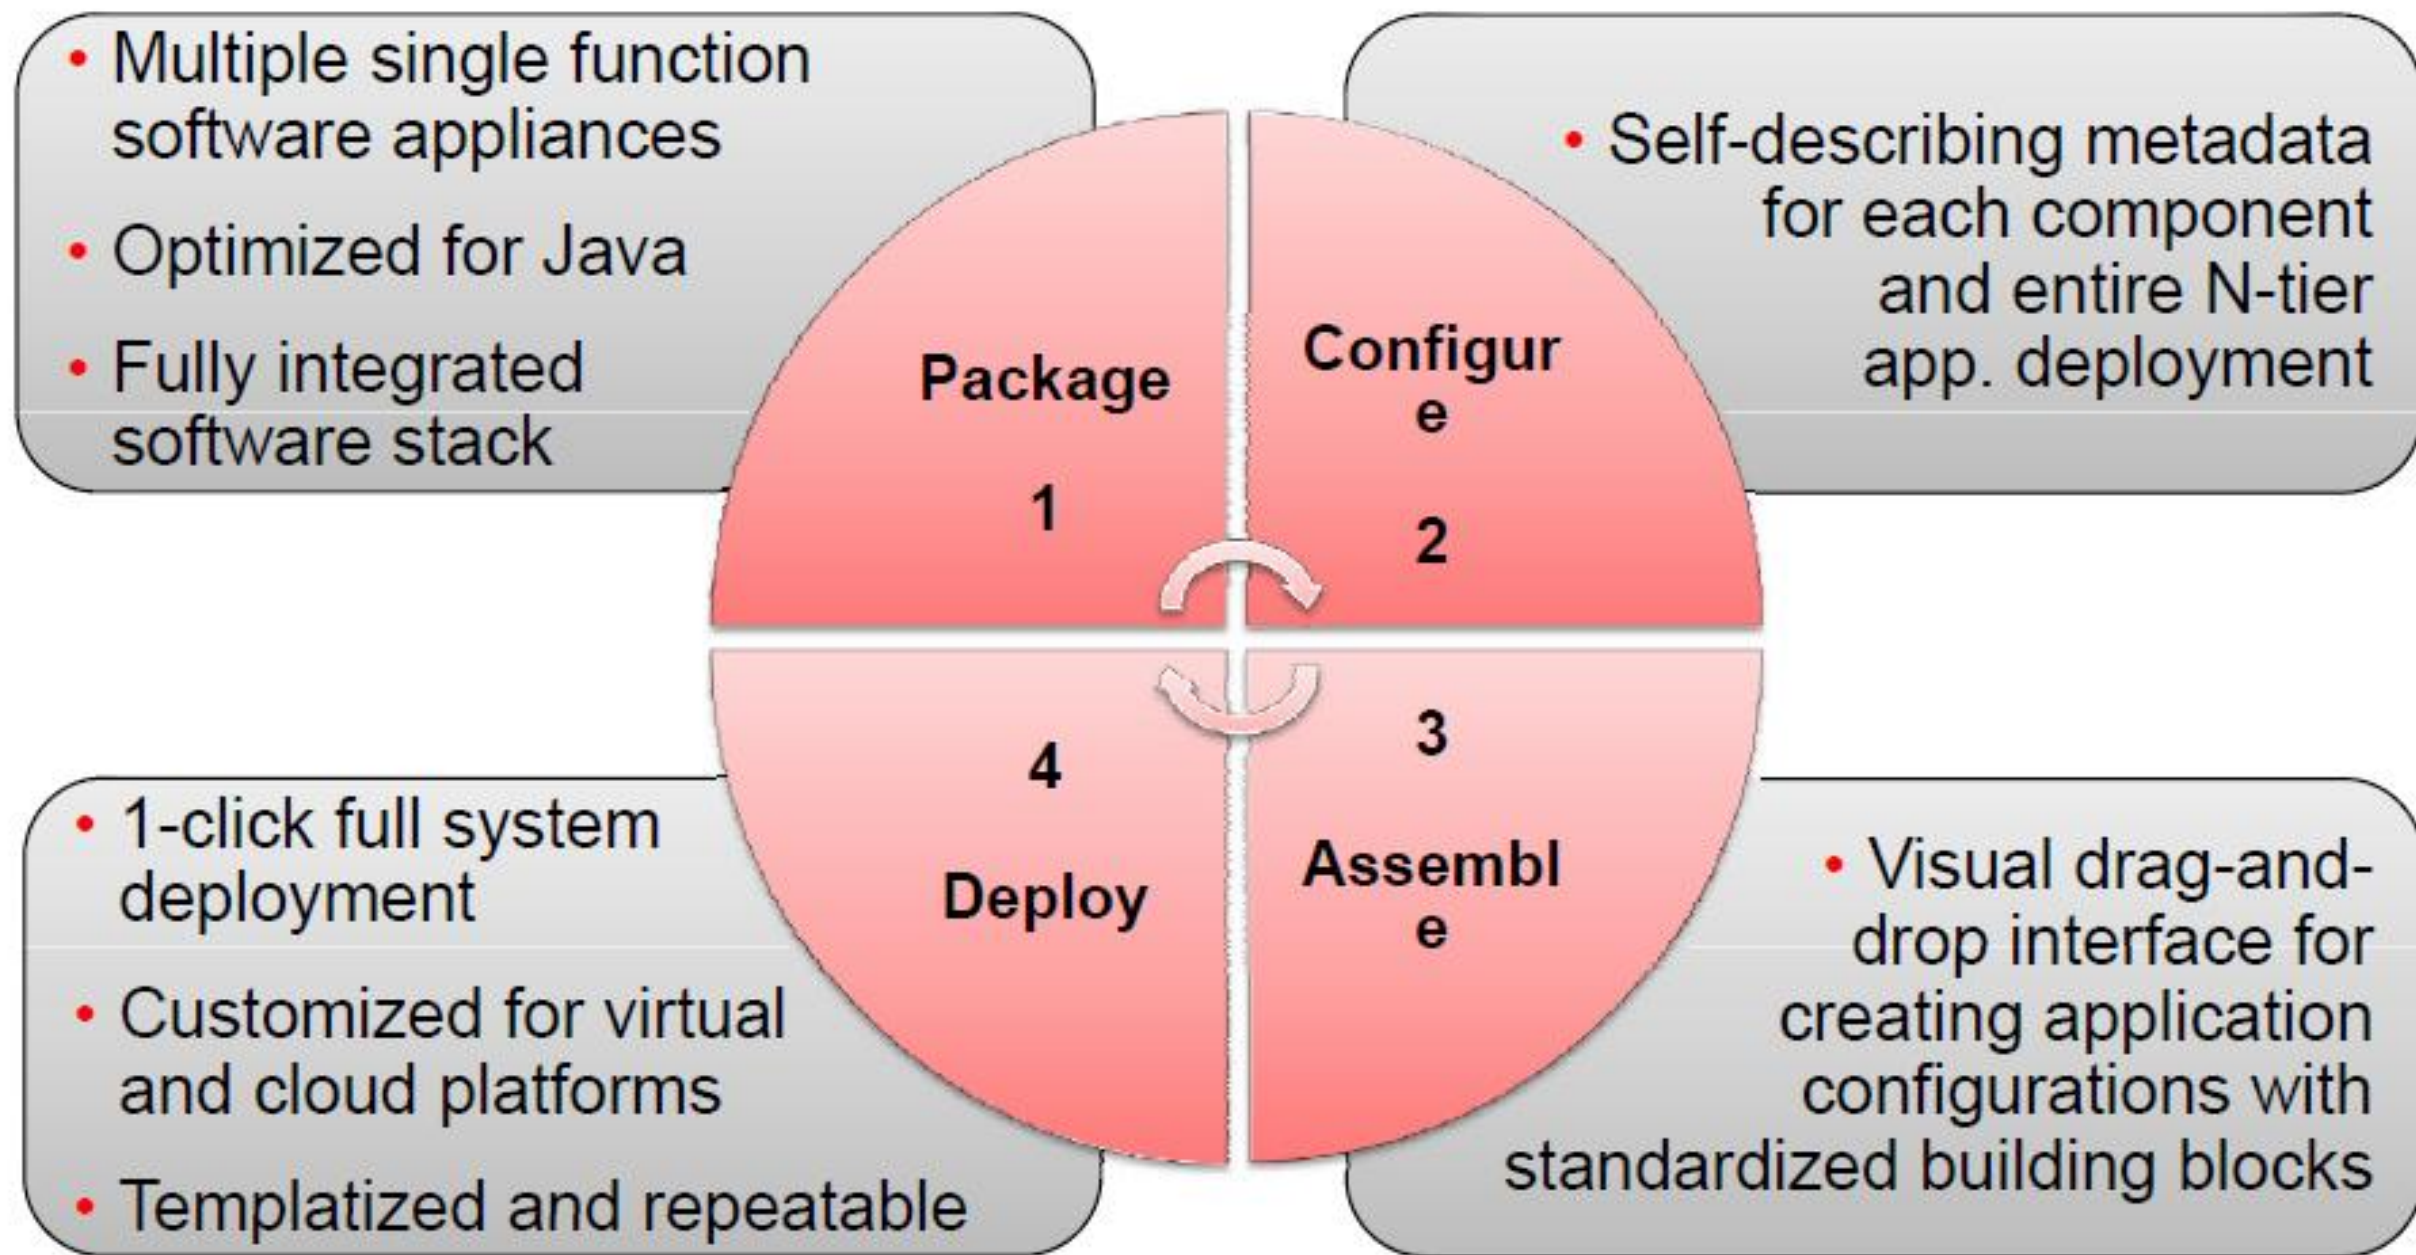 • Multiple single function
software appliances
• Optimized for Java
• Fully integrated
software stack
Package
1
Configur
e
2
• Self-describing metadata
for each component
and entire N-tier
app. deployment
• 1-click full system
deployment
• Customized for virtual
and cloud platforms
• Templatized and repeatable
4
Deploy
3
Assembl
e
• Visual drag-and-
drop interface for
creating application
configurations with
standardized building blocks